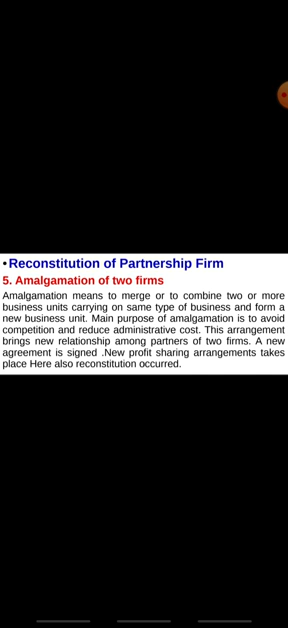 •Reconstitution of Partnership Firm
5. Amalgamation of two firms
Amalgamation means to merge or to combine two or more
business units carrying on same type of business and form a
new business unit. Main purpose of amalgamation is to avoid
competition and reduce administrative cost. This arrangement
brings new relationship among partners of two firms. A new
agreement is signed .New profit sharing arrangements takes
place Here also reconstitution occurred.